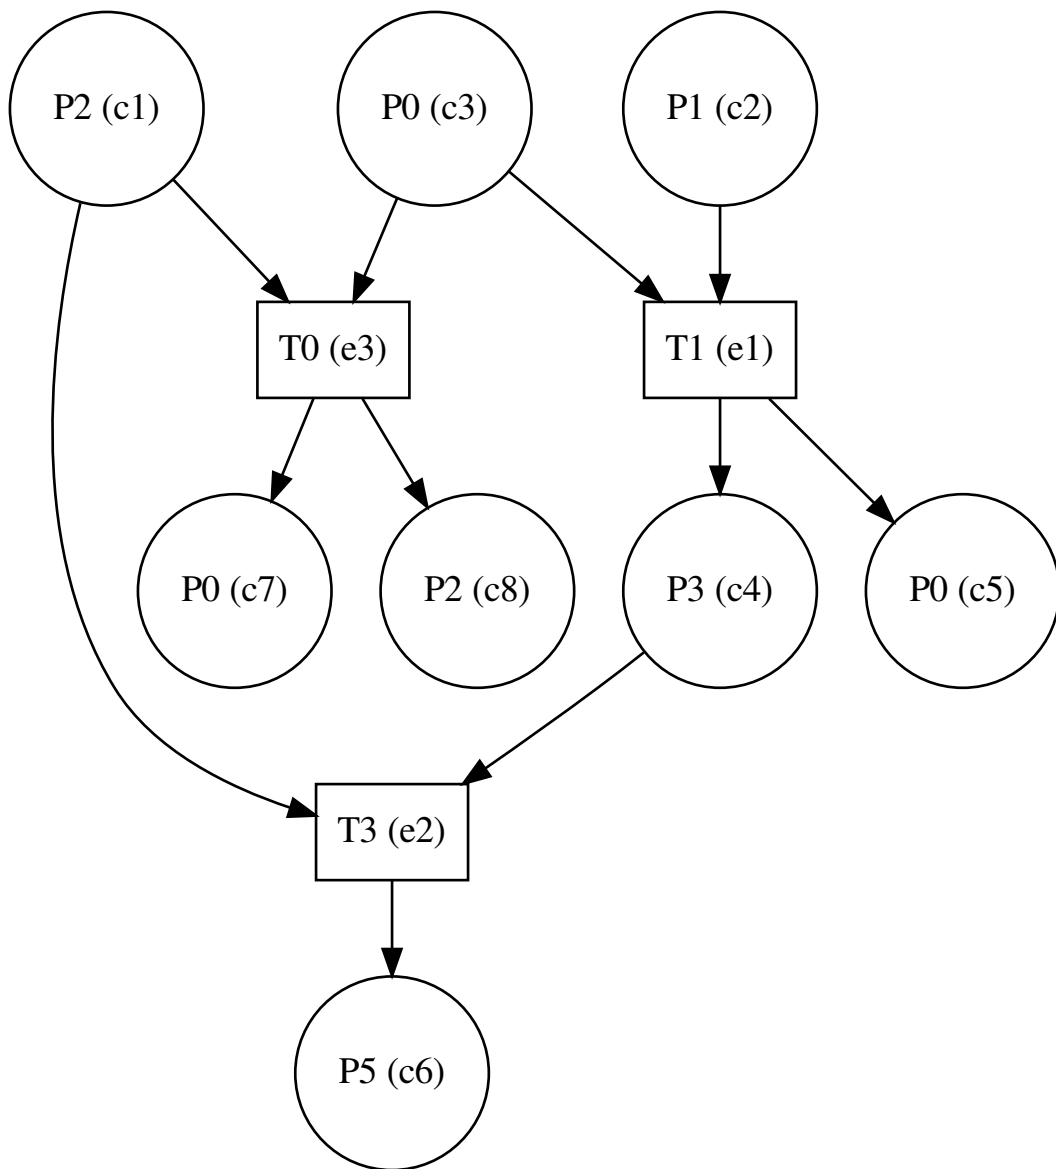 P2 (c1)
P0 (c3)
P1 (c2)
T0 (e3)
T1 (e1)
P0 (c7)
P2 (c8)
P3 (c4)
P0 (c5)
T3 (e2)
P5 (c6)